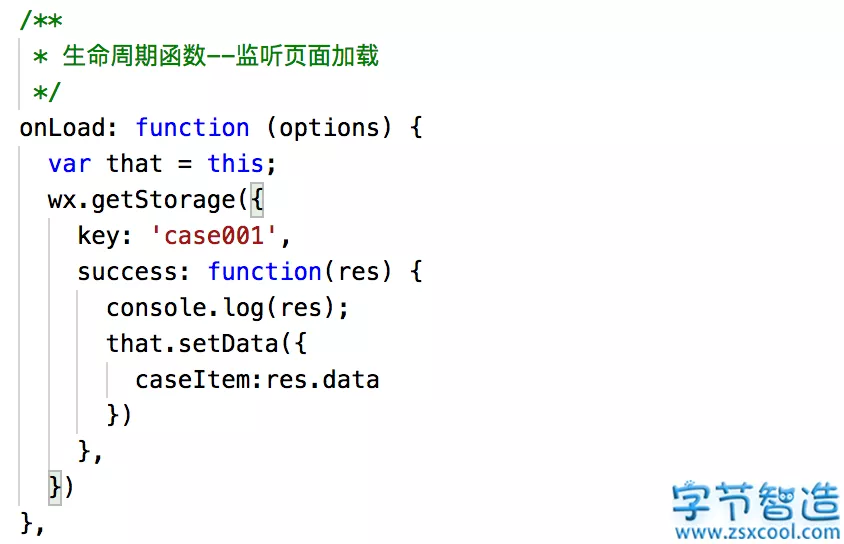 /**
 * 生命周期函数--监听页面加载
 */
onLoad: function (options) {
  var that = this;
  wx.getStorage({
    key: 'case001',
    success: function(res) {
      console.log(res);
      that.setData({
        caseItem:res.data
      })
    },
  })
},
字节智造
www.zsxcool.com